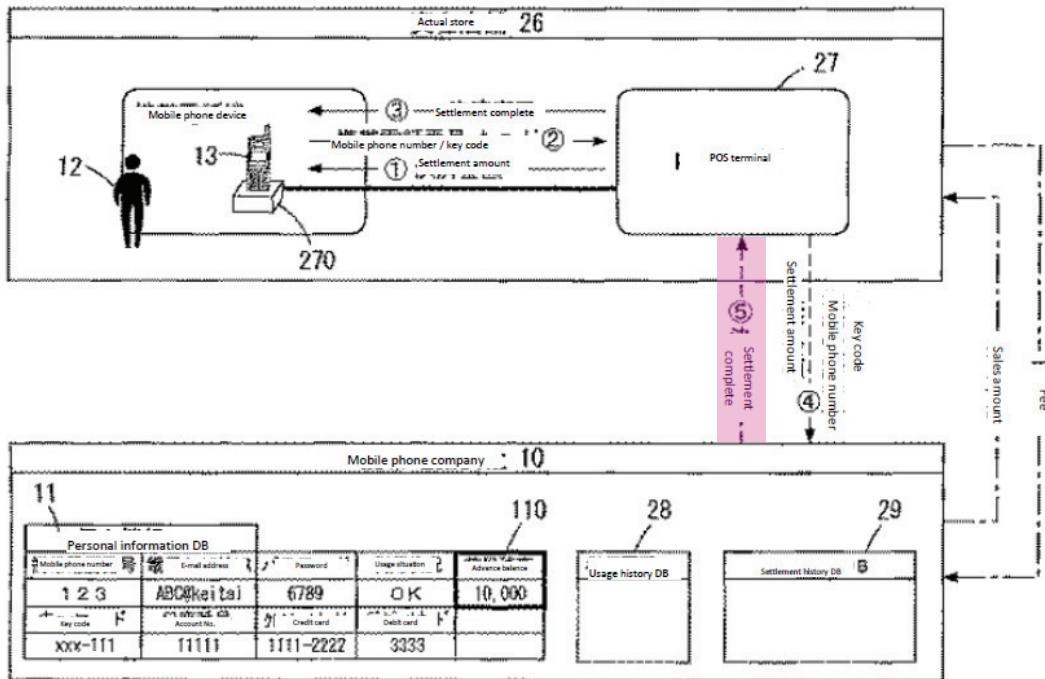 Actual store 26
27
Mobile phone device
③ Settlement complete
13
Mobile phone number / key code ②
① Settlement amount
POS terminal
12
270
Settlement amount
Mobile phone number
Key code
④
⑤
Settlement
complete
Sales amount
Mobile phone company 10
11
110
28
29
Personal information DB
Mobile phone number 号 E-mail address Password Usage situation Advance balance
Usage history DB
Settlement history DB B
123 ABC@keitai 6789 OK 10,000
Key code ド Account No. Credit card Debit card ド
xxx-111 11111 1111-2222 3333